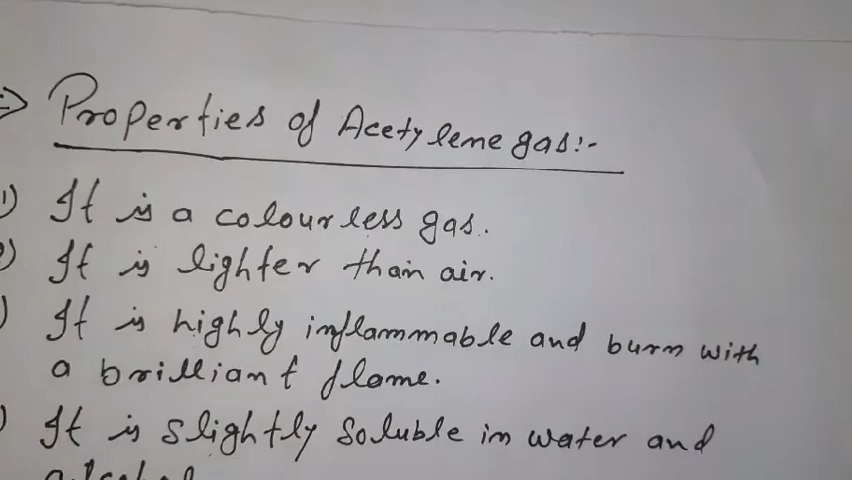 => Properties of Acetylene gas:-
1) It is a colourless gas.
2) It is lighter than air.
) It is highly inflammable and burn with
a brilliant flame.
) It is slightly soluble in water and
alcohol